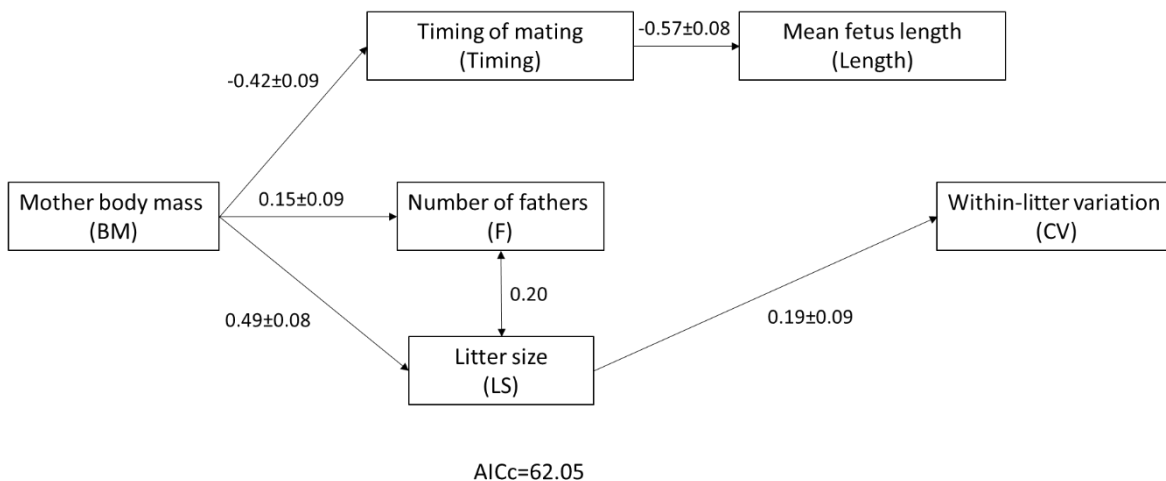 Timing of mating
(Timing)
-0.57±0.08
Mean fetus length
(Length)
-0.42±0.09
Mother body mass
(BM)
0.15±0.09
Number of fathers
(F)
Within-litter variation
(CV)
0.20
0.49±0.08
0.19±0.09
Litter size
(LS)
AICc=62.05